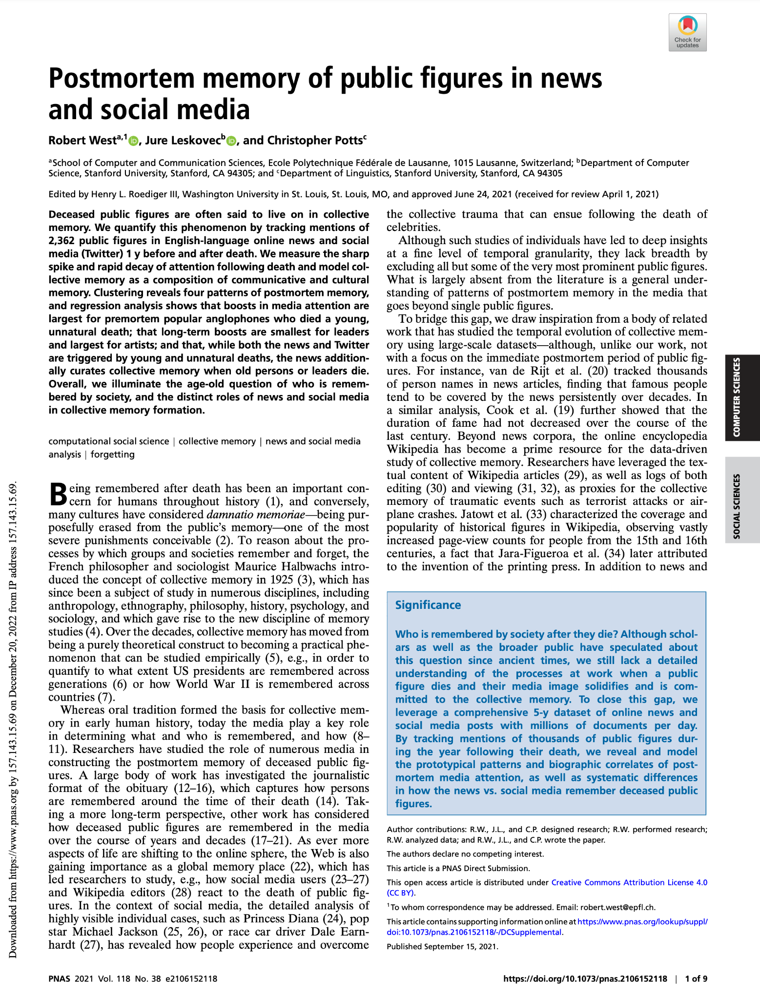 Check for
updates
Postmortem memory of public figures in news
and social media
Robert Westa,1 iD, Jure Leskovecb iD, and Christopher Pottsc
aSchool of Computer and Communication Sciences, Ecole Polytechnique Fédérale de Lausanne, 1015 Lausanne, Switzerland; bDepartment of Computer
Science, Stanford University, Stanford, CA 94305; and cDepartment of Linguistics, Stanford University, Stanford, CA 94305
Edited by Henry L. Roediger III, Washington University in St. Louis, St. Louis, MO, and approved June 24, 2021 (received for review April 1, 2021)
Deceased public figures are often said to live on in collective
memory. We quantify this phenomenon by tracking mentions of
2,362 public figures in English-language online news and social
media (Twitter) 1 y before and after death. We measure the sharp
spike and rapid decay of attention following death and model col-
lective memory as a composition of communicative and cultural
memory. Clustering reveals four patterns of postmortem memory,
and regression analysis shows that boosts in media attention are
largest for premortem popular anglophones who died a young,
unnatural death; that long-term boosts are smallest for leaders
and largest for artists; and that, while both the news and Twitter
are triggered by young and unnatural deaths, the news addition-
ally curates collective memory when old persons or leaders die.
Overall, we illuminate the age-old question of who is remem-
bered by society, and the distinct roles of news and social media
in collective memory formation.
computational social science | collective memory | news and social media
analysis | forgetting
Being remembered after death has been an important con-
cern for humans throughout history (1), and conversely,
many cultures have considered damnatio memoriae—being pur-
posefully erased from the public's memory—one of the most
severe punishments conceivable (2). To reason about the pro-
cesses by which groups and societies remember and forget, the
French philosopher and sociologist Maurice Halbwachs intro-
duced the concept of collective memory in 1925 (3), which has
since been a subject of study in numerous disciplines, including
anthropology, ethnography, philosophy, history, psychology, and
sociology, and which gave rise to the new discipline of memory
studies (4). Over the decades, collective memory has moved from
being a purely theoretical construct to becoming a practical phe-
nomenon that can be studied empirically (5), e.g., in order to
quantify to what extent US presidents are remembered across
generations (6) or how World War II is remembered across
countries (7).
Whereas oral tradition formed the basis for collective mem-
ory in early human history, today the media play a key role
in determining what and who is remembered, and how (8–
11). Researchers have studied the role of numerous media in
constructing the postmortem memory of deceased public fig-
ures. A large body of work has investigated the journalistic
format of the obituary (12–16), which captures how persons
are remembered around the time of their death (14). Tak-
ing a more long-term perspective, other work has considered
how deceased public figures are remembered in the media
over the course of years and decades (17–21). As ever more
aspects of life are shifting to the online sphere, the Web is also
gaining importance as a global memory place (22), which has
led researchers to study, e.g., how social media users (23–27)
and Wikipedia editors (28) react to the death of public fig-
ures. In the context of social media, the detailed analysis of
highly visible individual cases, such as Princess Diana (24), pop
star Michael Jackson (25, 26), or race car driver Dale Earn-
hardt (27), has revealed how people experience and overcome
the collective trauma that can ensue following the death of
celebrities.
Although such studies of individuals have led to deep insights
at a fine level of temporal granularity, they lack breadth by
excluding all but some of the very most prominent public figures.
What is largely absent from the literature is a general under-
standing of patterns of postmortem memory in the media that
goes beyond single public figures.
To bridge this gap, we draw inspiration from a body of related
work that has studied the temporal evolution of collective mem-
ory using large-scale datasets—although, unlike our work, not
with a focus on the immediate postmortem period of public fig-
ures. For instance, van de Rijt et al. (20) tracked thousands
of person names in news articles, finding that famous people
tend to be covered by the news persistently over decades. In
a similar analysis, Cook et al. (19) further showed that the
duration of fame had not decreased over the course of the
last century. Beyond news corpora, the online encyclopedia
Wikipedia has become a prime resource for the data-driven
study of collective memory. Researchers have leveraged the tex-
tual content of Wikipedia articles (29), as well as logs of both
editing (30) and viewing (31, 32), as proxies for the collective
memory of traumatic events such as terrorist attacks or air-
plane crashes. Jatowt et al. (33) characterized the coverage and
popularity of historical figures in Wikipedia, observing vastly
increased page-view counts for people from the 15th and 16th
centuries, a fact that Jara-Figueroa et al. (34) later attributed
to the invention of the printing press. In addition to news and
Significance
Who is remembered by society after they die? Although schol-
ars as well as the broader public have speculated about
this question since ancient times, we still lack a detailed
understanding of the processes at work when a public
figure dies and their media image solidifies and is com-
mitted to the collective memory. To close this gap, we
leverage a comprehensive 5-y dataset of online news and
social media posts with millions of documents per day.
By tracking mentions of thousands of public figures dur-
ing the year following their death, we reveal and model
the prototypical patterns and biographic correlates of post-
mortem media attention, as well as systematic differences
in how the news vs. social media remember deceased public
figures.
Author contributions: R.W., J.L., and C.P. designed research; R.W. performed research;
R.W. analyzed data; and R.W., J.L., and C.P. wrote the paper.
The authors declare no competing interest.
This article is a PNAS Direct Submission.
This open access article is distributed under Creative Commons Attribution License 4.0
(CC BY).
1To whom correspondence may be addressed. Email: robert.west@epfl.ch.
This article contains supporting information online at https://www.pnas.org/lookup/suppl/
doi:10.1073/pnas.2106152118/-/DCSupplemental.
Published September 15, 2021.
COMPUTER SCIENCES
SOCIAL SCIENCES
Downloaded from https://www.pnas.org by 157.143.15.69 on December 20, 2022 from IP address 157.143.15.69.
PNAS 2021 Vol. 118 No. 38 e2106152118
https://doi.org/10.1073/pnas.2106152118 | 1 of 9